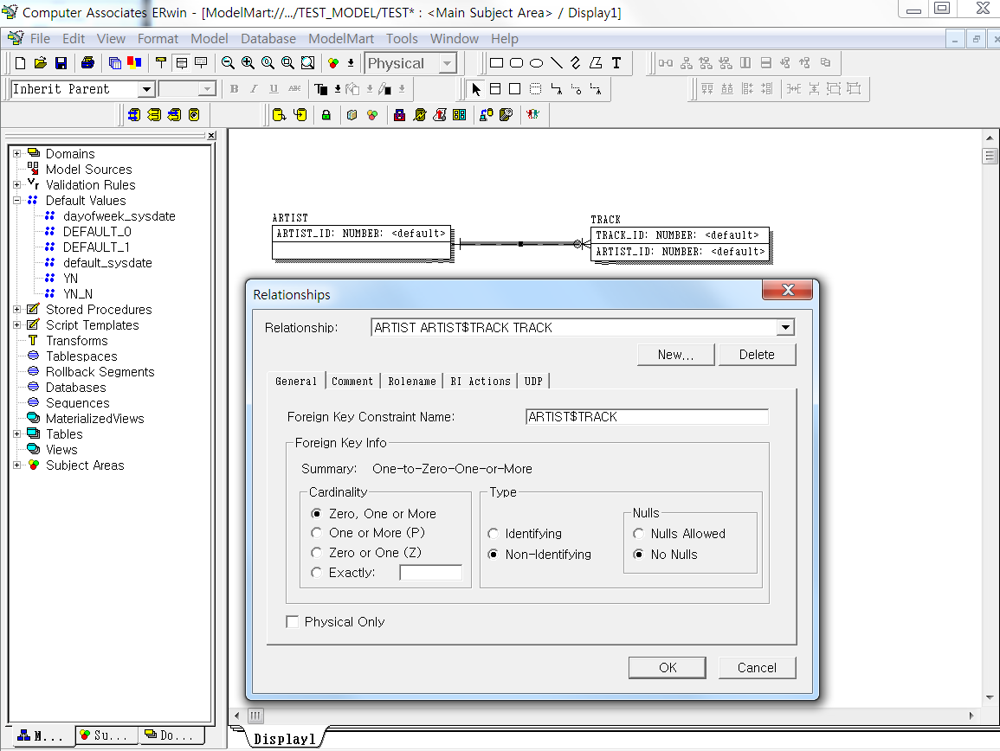 Computer Associates ERwin - [ModelMart://.../TEST_MODEL/TEST* : <Main Subject Area> / Display1]
File Edit View Format Model Database ModelMart Tools Window Help
Physical
T
Inherit Parent
B I U ABC
Domains
Model Sources
Validation Rules
Default Values
dayofweek_sysdate
DEFAULT_0
DEFAULT_1
default_sysdate
YN
YN_N
Stored Procedures
Script Templates
Transforms
Tablespaces
Rollback Segments
Databases
Sequences
MaterializedViews
Tables
Views
Subject Areas
M...
Su...
Do...
ARTIST
ARTIST_ID: NUMBER: <default>
TRACK
TRACK_ID: NUMBER: <default>
ARTIST_ID: NUMBER: <default>
Relationships
Relationship: ARTIST ARTIST$TRACK TRACK
New... Delete
General Comment Rolename RI Actions UDP
Foreign Key Constraint Name: ARTIST$TRACK
Foreign Key Info
Summary: One-to-Zero-One-or-More
Cardinality
Zero, One or More
One or More (P)
Zero or One (Z)
Exactly:
Type
Identifying
Non-Identifying
Nulls
Nulls Allowed
No Nulls
Physical Only
OK Cancel
Display1